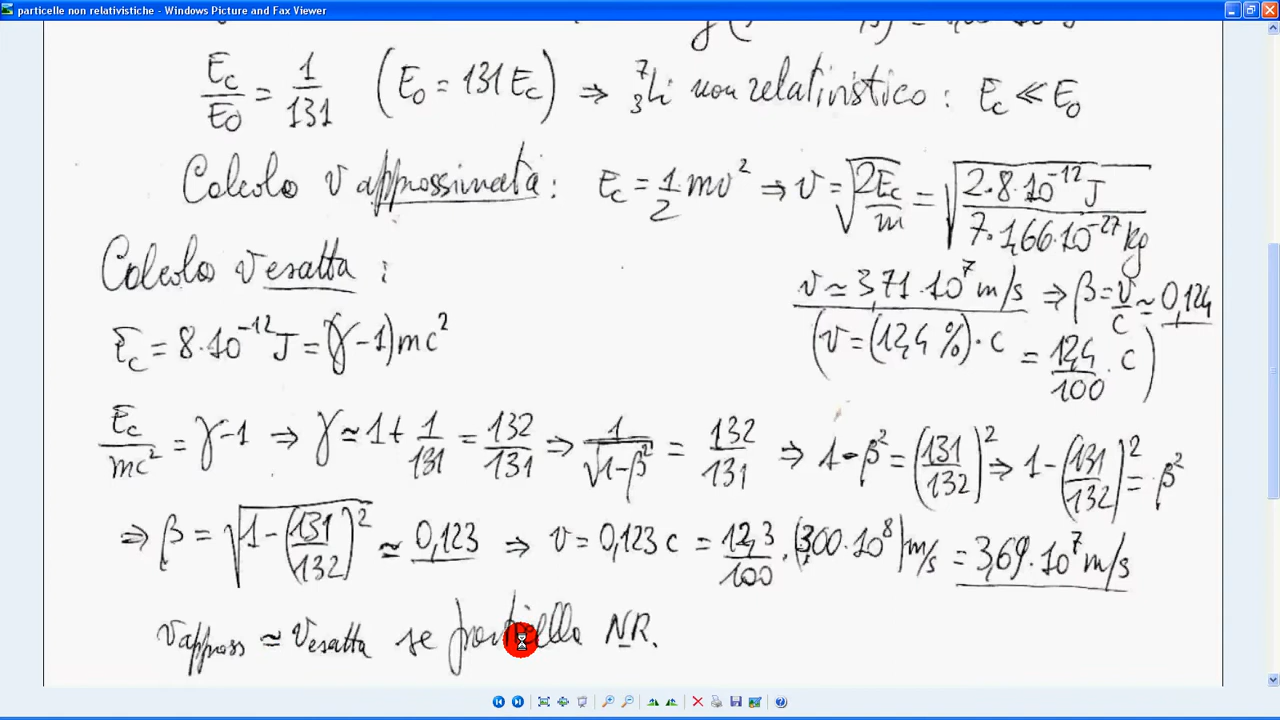 particelle non relativistiche - Windows Picture and Fax Viewer
Ec/E0 = 1/131 (E0 = 131 Ec) ⇒ ⁷₃Li non relativistico : Ec ≪ E0
Calcolo v approssimata : Ec = 1/2 mv² ⇒ v = √(2Ec/m) = √(2·8·10⁻¹² J / 7·1,66·10⁻²⁷ kg)
Calcolo v esatta :
v ≃ 3,71·10⁷ m/s ⇒ β = v/c ≃ 0,124
(v = (12,4 %)·c = 12,4/100 · c)
Ec = 8·10⁻¹² J = (γ-1)mc²
Ec/mc² = γ-1 ⇒ γ ≃ 1 + 1/131 = 132/131 ⇒ 1/√(1-β²) = 132/131 ⇒ 1-β² = (131/132)² ⇒ 1-(131/132)² = β²
⇒ β = √(1-(131/132)²) ≃ 0,123 ⇒ v = 0,123 c = 12,3/100 · (3,00·10⁸) m/s = 3,69·10⁷ m/s
v appross ≃ v esatta se particella NR.